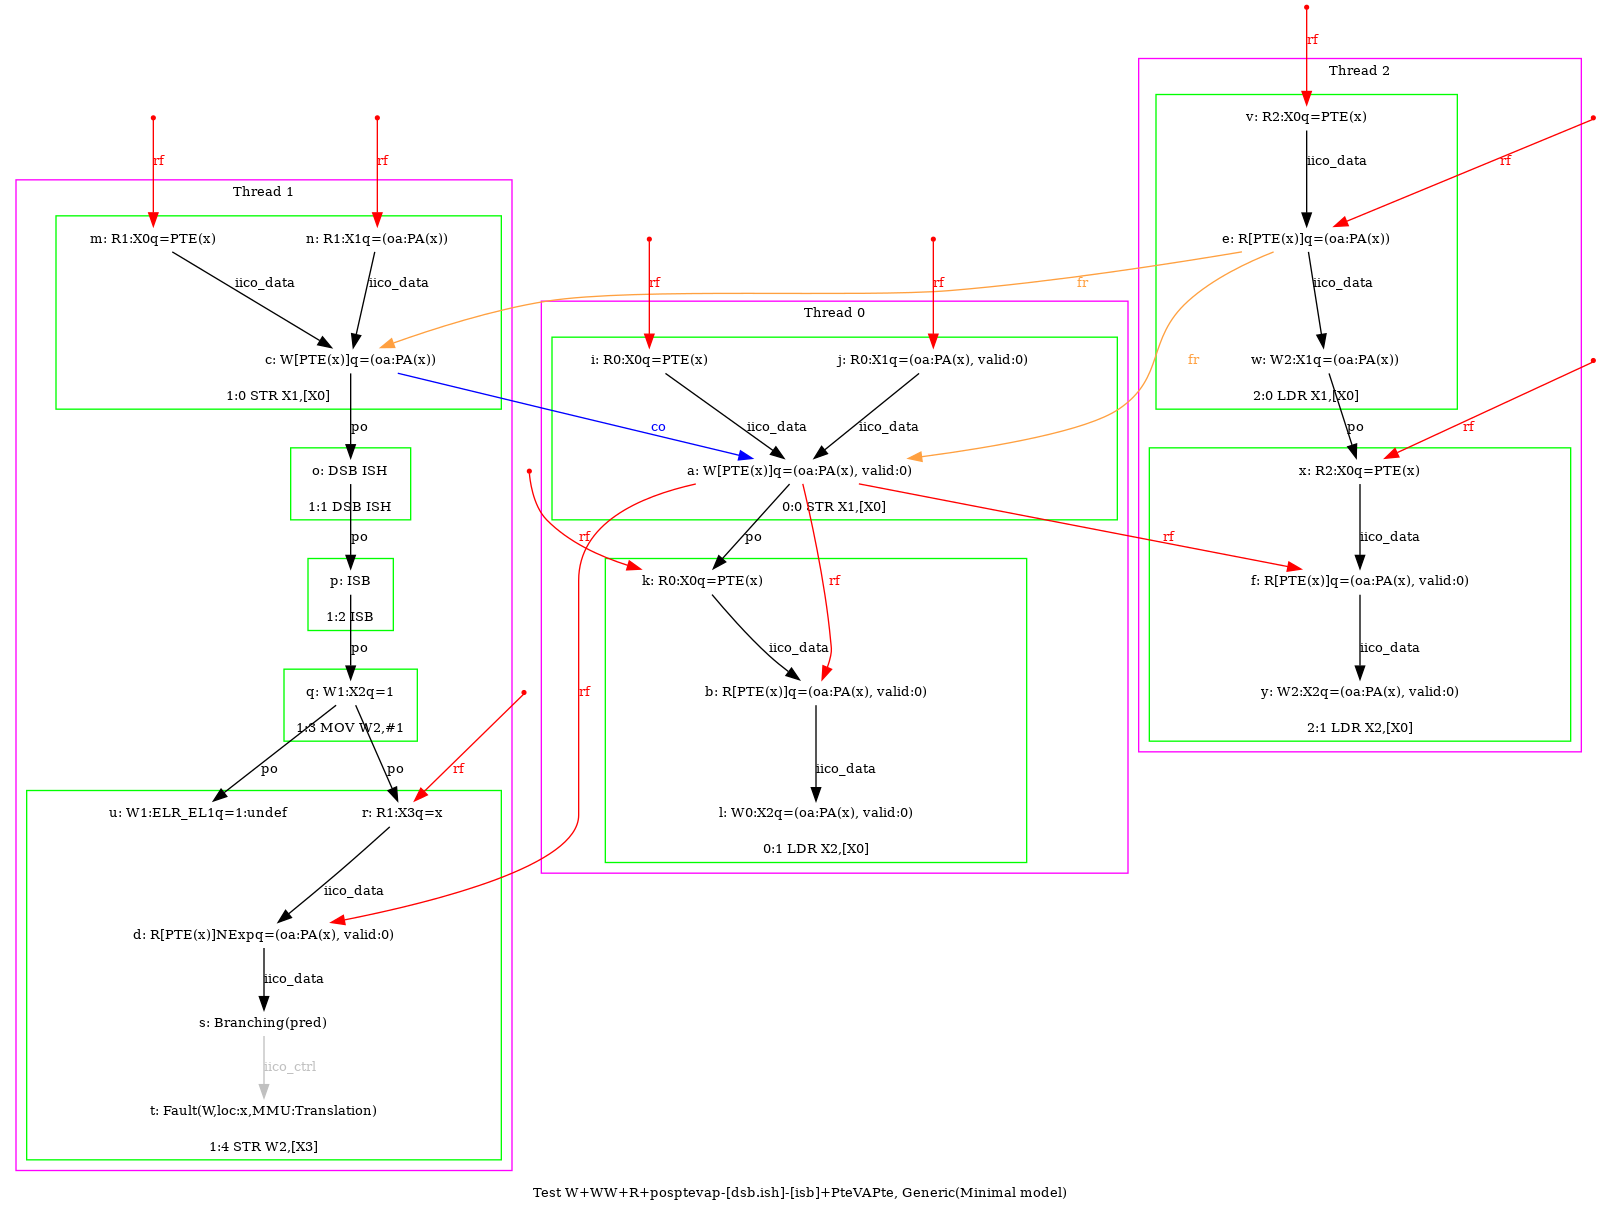 rf
Thread 2
v: R2:X0q=PTE(x)
rf
rf
iico_data
rf
Thread 1
m: R1:X0q=PTE(x)
n: R1:X1q=(oa:PA(x))
e: R[PTE(x)]q=(oa:PA(x))
iico_data
iico_data
rf
rf
fr
iico_data
Thread 0
c: W[PTE(x)]q=(oa:PA(x))
i: R0:X0q=PTE(x)
j: R0:X1q=(oa:PA(x), valid:0)
fr
w: W2:X1q=(oa:PA(x))
1:0 STR X1,[X0]
2:0 LDR X1,[X0]
po
co
iico_data
iico_data
po
rf
o: DSB ISH
a: W[PTE(x)]q=(oa:PA(x), valid:0)
x: R2:X0q=PTE(x)
1:1 DSB ISH
0:0 STR X1,[X0]
po
rf
po
rf
iico_data
p: ISB
k: R0:X0q=PTE(x)
rf
f: R[PTE(x)]q=(oa:PA(x), valid:0)
1:2 ISB
po
iico_data
iico_data
q: W1:X2q=1
rf
b: R[PTE(x)]q=(oa:PA(x), valid:0)
y: W2:X2q=(oa:PA(x), valid:0)
1:3 MOV W2,#1
2:1 LDR X2,[X0]
po
po
rf
iico_data
u: W1:ELR_EL1q=1:undef
r: R1:X3q=x
l: W0:X2q=(oa:PA(x), valid:0)
0:1 LDR X2,[X0]
iico_data
d: R[PTE(x)]NExpq=(oa:PA(x), valid:0)
iico_data
s: Branching(pred)
iico_ctrl
t: Fault(W,loc:x,MMU:Translation)
1:4 STR W2,[X3]
Test W+WW+R+posptevap-[dsb.ish]-[isb]+PteVAPte, Generic(Minimal model)